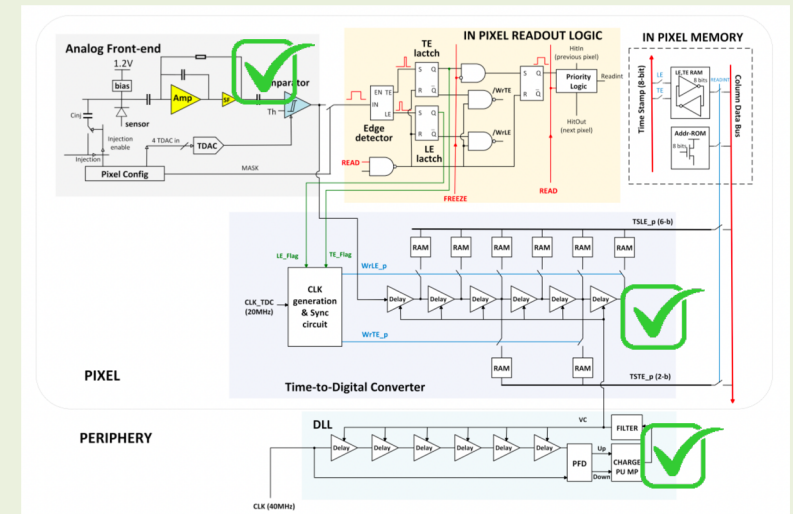 IN PIXEL READOUT LOGIC
IN PIXEL MEMORY
Analog Front-end
1.2V
bias
Amp
SF
Th
Cinj
sensor
Injection
enable
Injection
4 TDAC in
TDAC
Pixel Config
MASK
TE
lactch
S Q
R Q
EN TE
IN
LE
Edge
detector
S Q
R Q
LE
lactch
READ
FREEZE
/WrTE
/WrLE
S Q
R Q
READ
HitIn
(previous pixel)
Priority
Logic
Readint
HitOut
(next pixel)
Time Stamp (8-bit)
LE
TE
LE,TE RAM
8 bits
READINT
Addr-ROM
8 bits
Column Data Bus
TSLE_p (6-b)
RAM
RAM
RAM
RAM
RAM
RAM
LE_Flag
TE_Flag
WrLE_p
CLK_TDC
(20MHz)
CLK
generation
& Sync
circuit
Delay
Delay
Delay
Delay
Delay
Delay
WrTE_p
RAM
RAM
TSTE_p (2-b)
PIXEL
Time-to-Digital Converter
PERIPHERY
DLL
VC
FILTER
Delay
Delay
Delay
Delay
Delay
Delay
PFD
Up
Down
CHARGE
PU MP
CLK (40MHz)